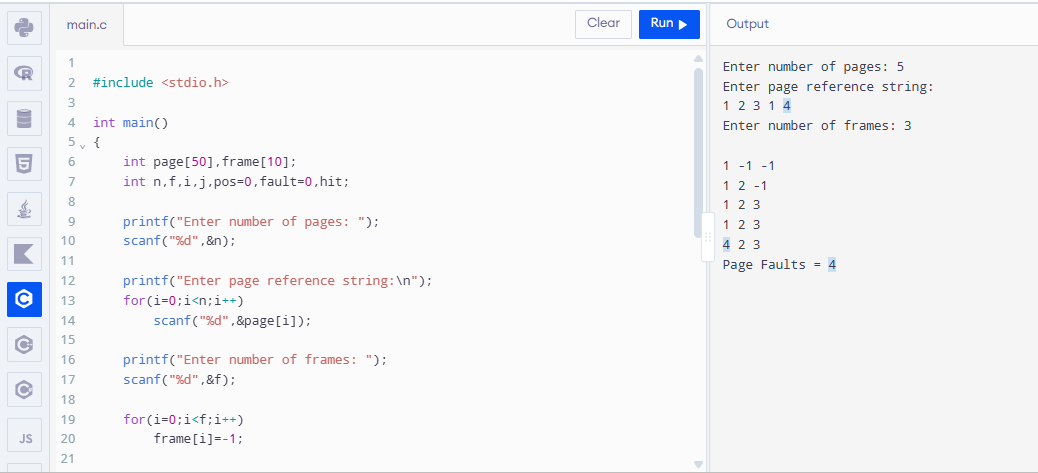 main.c
Clear
Run
Output
1
2 #include <stdio.h>
3
4 int main()
5 {
6 int page[50],frame[10];
7 int n,f,i,j,pos=0,fault=0,hit;
8
9 printf("Enter number of pages: ");
10 scanf("%d",&n);
11
12 printf("Enter page reference string:\n");
13 for(i=0;i<n;i++)
14 scanf("%d",&page[i]);
15
16 printf("Enter number of frames: ");
17 scanf("%d",&f);
18
19 for(i=0;i<f;i++)
20 frame[i]=-1;
21
Enter number of pages: 5
Enter page reference string:
1 2 3 1 4
Enter number of frames: 3
1 -1 -1
1 2 -1
1 2 3
1 2 3
4 2 3
Page Faults = 4
R
5
C
C
C
JS